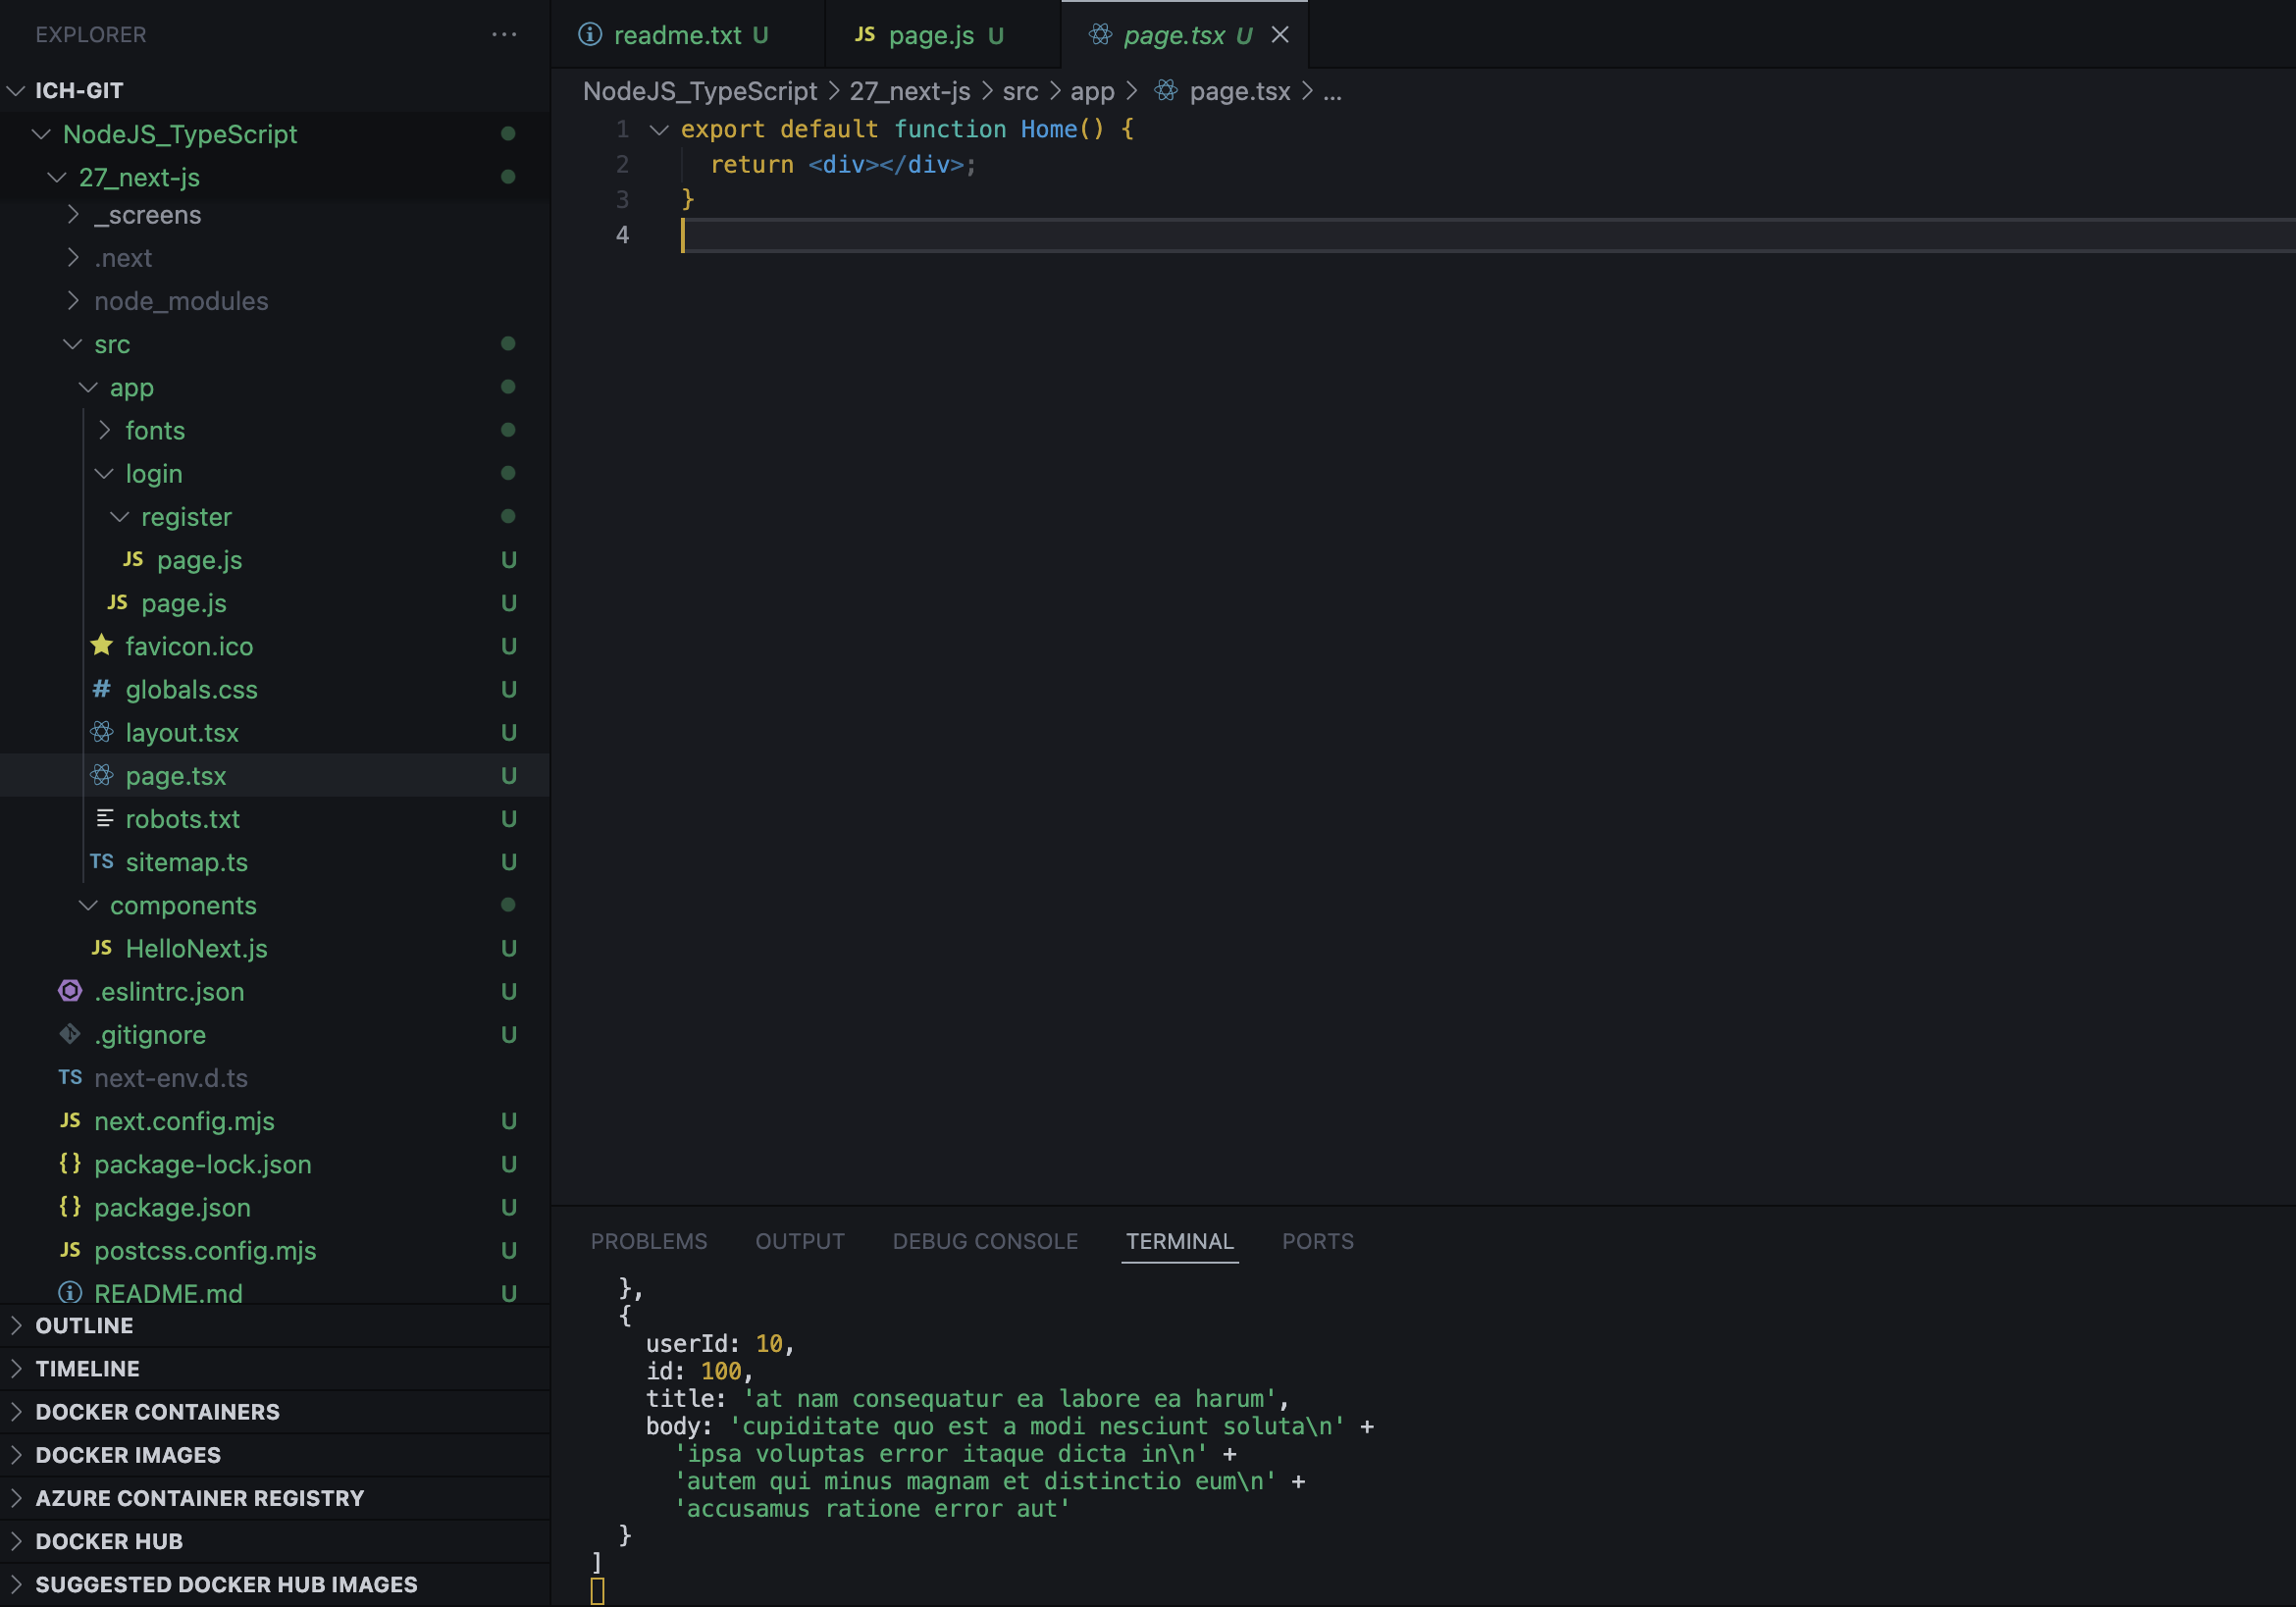 EXPLORER
ICH-GIT
NodeJS_TypeScript
27_next-js
_screens
.next
node_modules
src
app
fonts
login
register
JS page.js U
JS page.js U
favicon.ico U
# globals.css U
layout.tsx U
page.tsx U
robots.txt U
TS sitemap.ts U
components
JS HelloNext.js U
.eslintrc.json U
.gitignore U
TS next-env.d.ts
JS next.config.mjs U
{} package-lock.json U
{} package.json U
JS postcss.config.mjs U
README.md U
OUTLINE
TIMELINE
DOCKER CONTAINERS
DOCKER IMAGES
AZURE CONTAINER REGISTRY
DOCKER HUB
SUGGESTED DOCKER HUB IMAGES
readme.txt U JS page.js U page.tsx U
NodeJS_TypeScript > 27_next-js > src > app > page.tsx > ...
1 export default function Home() {
2 return <div></div>;
3 }
4
PROBLEMS OUTPUT DEBUG CONSOLE TERMINAL PORTS
},
{
userId: 10,
id: 100,
title: 'at nam consequatur ea labore ea harum',
body: 'cupiditate quo est a modi nesciunt soluta\n' +
'ipsa voluptas error itaque dicta in\n' +
'autem qui minus magnam et distinctio eum\n' +
'accusamus ratione error aut'
}
]